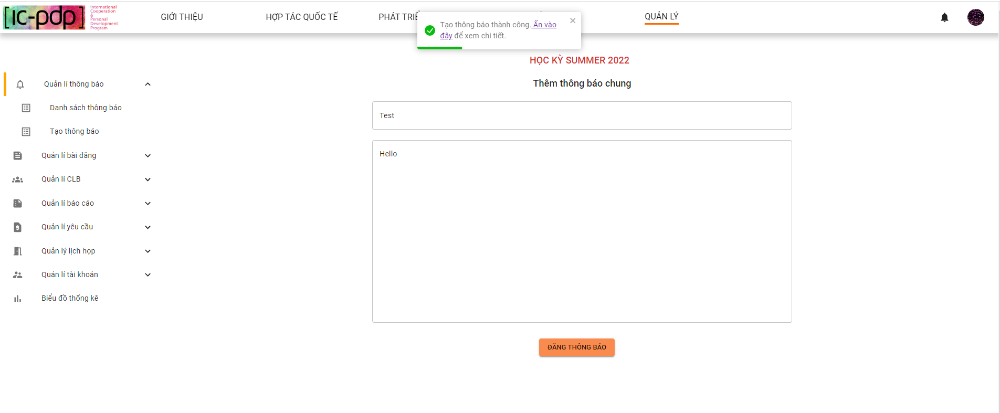 [ic-pdp]
International
Cooperation
&
Personal
Development
Program
GIỚI THIỆU
HỢP TÁC QUỐC TẾ
PHÁT TRIỂ
QUẢN LÝ
Tạo thông báo thành công. Ấn vào
đây để xem chi tiết.
HỌC KỲ SUMMER 2022
Thêm thông báo chung
Quản lí thông báo
Danh sách thông báo
Tạo thông báo
Quản lí bài đăng
Quản lí CLB
Quản lí báo cáo
Quản lí yêu cầu
Quản lý lịch họp
Quản lí tài khoản
Biểu đồ thống kê
Test
Hello
ĐĂNG THÔNG BÁO